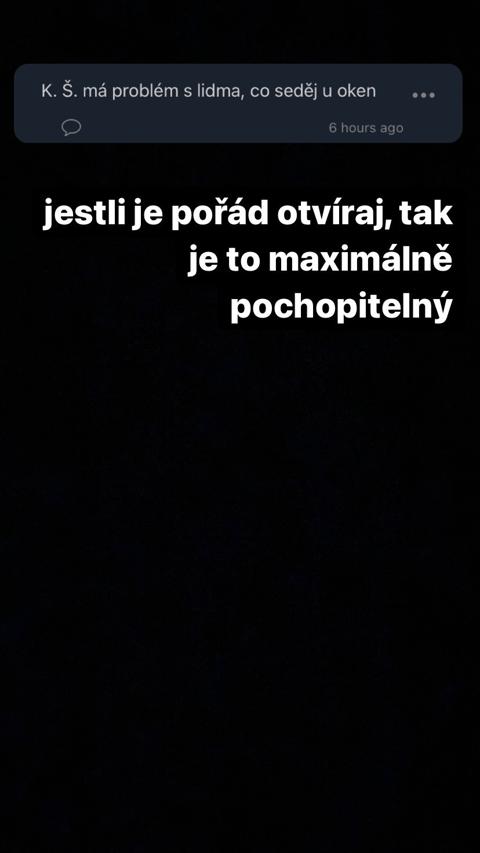 K. Š. má problém s lidma, co seděj u oken
6 hours ago
jestli je pořád otvíraj, tak
je to maximálně
pochopitelný